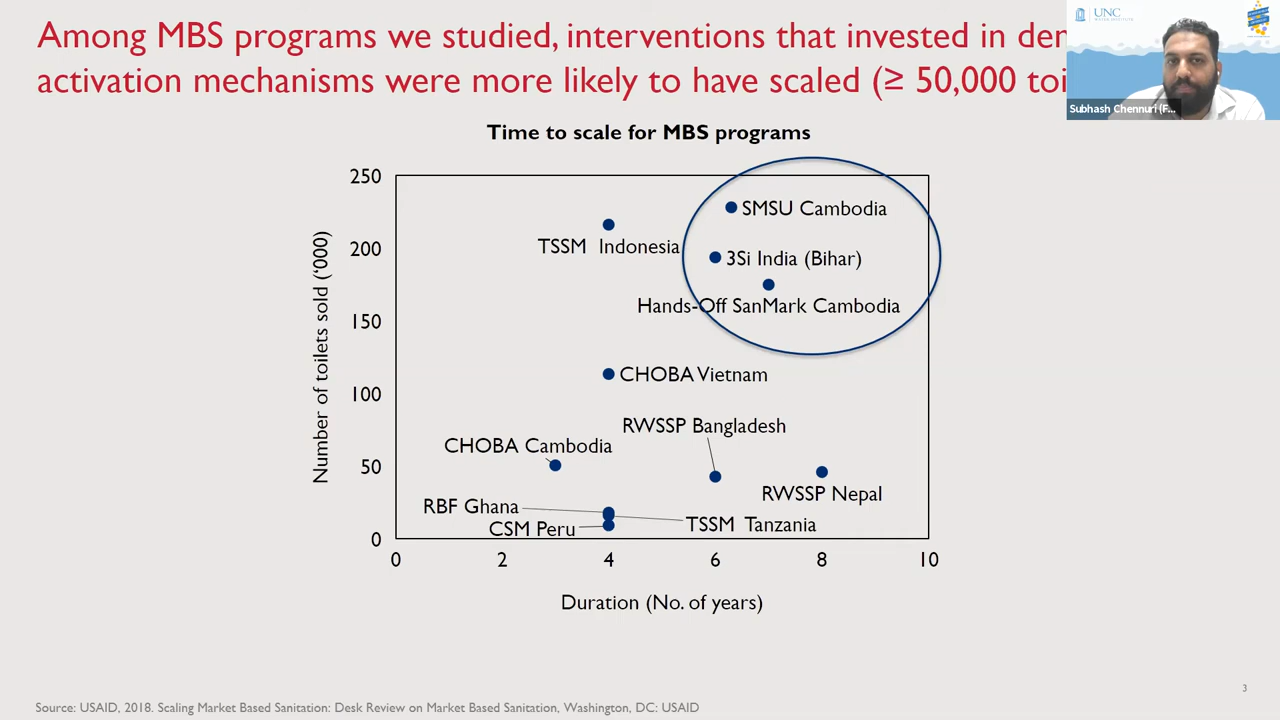 Among MBS programs we studied, interventions that invested in
activation mechanisms were more likely to have scaled (≥ 50,000
UNC
Subhash Chennuri (F...
Time to scale for MBS programs
250
200
150
100
50
0
Number of toilets sold ('000)
SMSU Cambodia
TSSM Indonesia
3Si India (Bihar)
Hands-Off SanMark Cambodia
CHOBA Vietnam
RWSSP Bangladesh
CHOBA Cambodia
RWSSP Nepal
RBF Ghana
TSSM Tanzania
CSM Peru
0 2 4 6 8 10
Duration (No. of years)
3
Source: USAID, 2018. Scaling Market Based Sanitation: Desk Review on Market Based Sanitation, Washington, DC: USAID